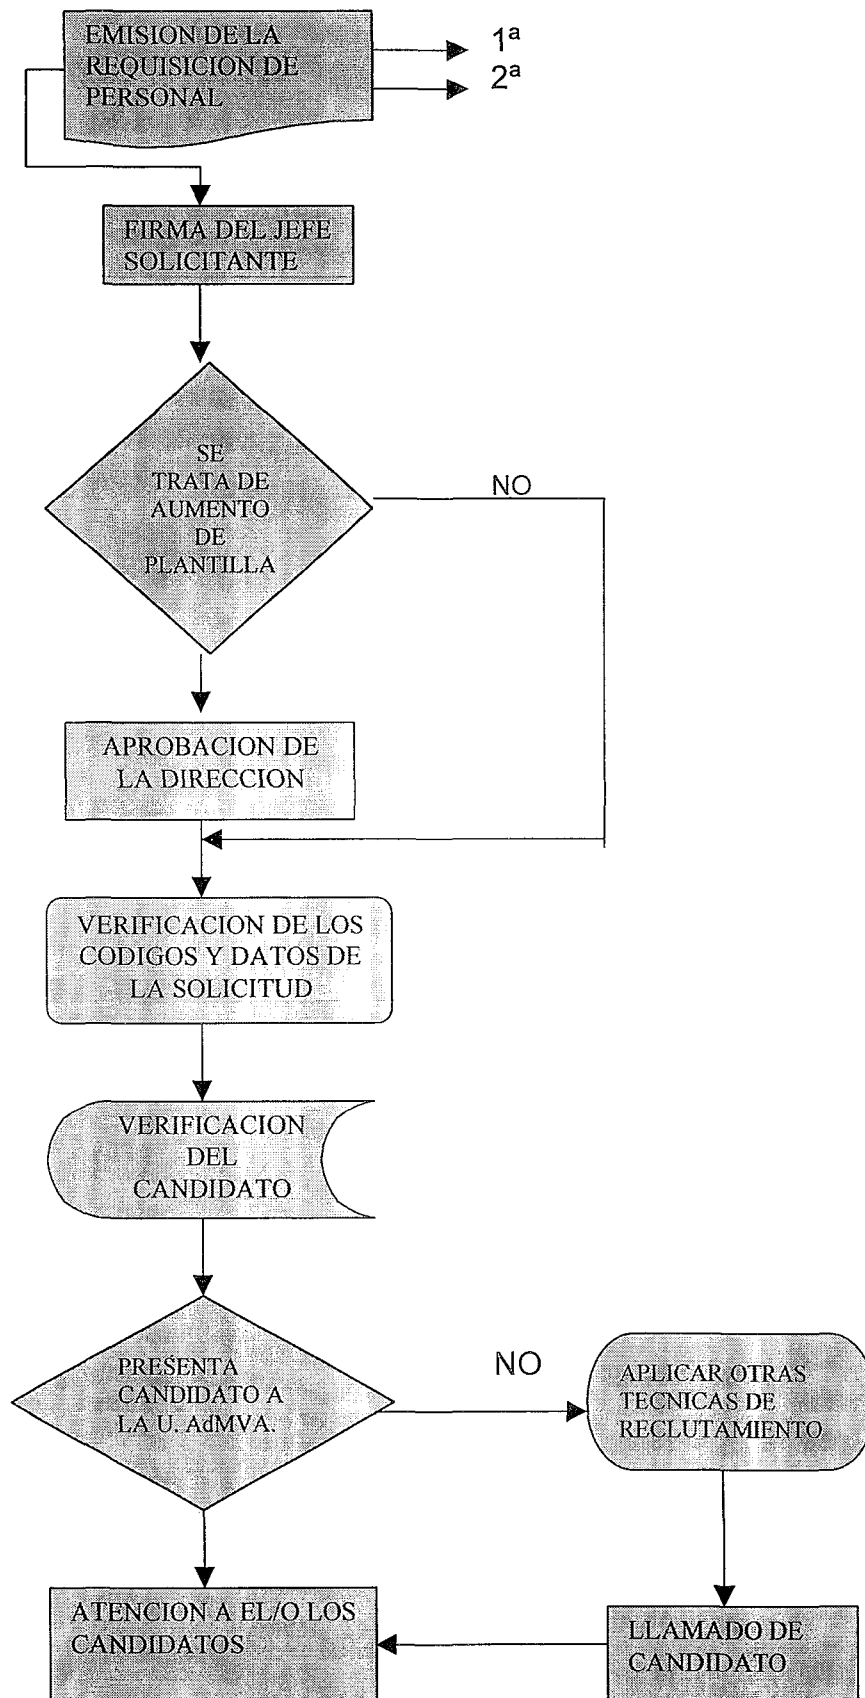 EMISION DE LA
REQUISICION DE
PERSONAL
1ª
2ª
FIRMA DEL JEFE
SOLICITANTE
SE
TRATA DE
AUMENTO
DE
PLANTILLA
NO
APROBACION DE
LA DIRECCION
VERIFICACION DE LOS
CODIGOS Y DATOS DE
LA SOLICITUD
VERIFICACION
DEL
CANDIDATO
PRESENTA
CANDIDATO A
LA U. AdMVA.
NO
APLICAR OTRAS
TECNICAS DE
RECLUTAMIENTO
ATENCION A EL/O LOS
CANDIDATOS
LLAMADO DE
CANDIDATO